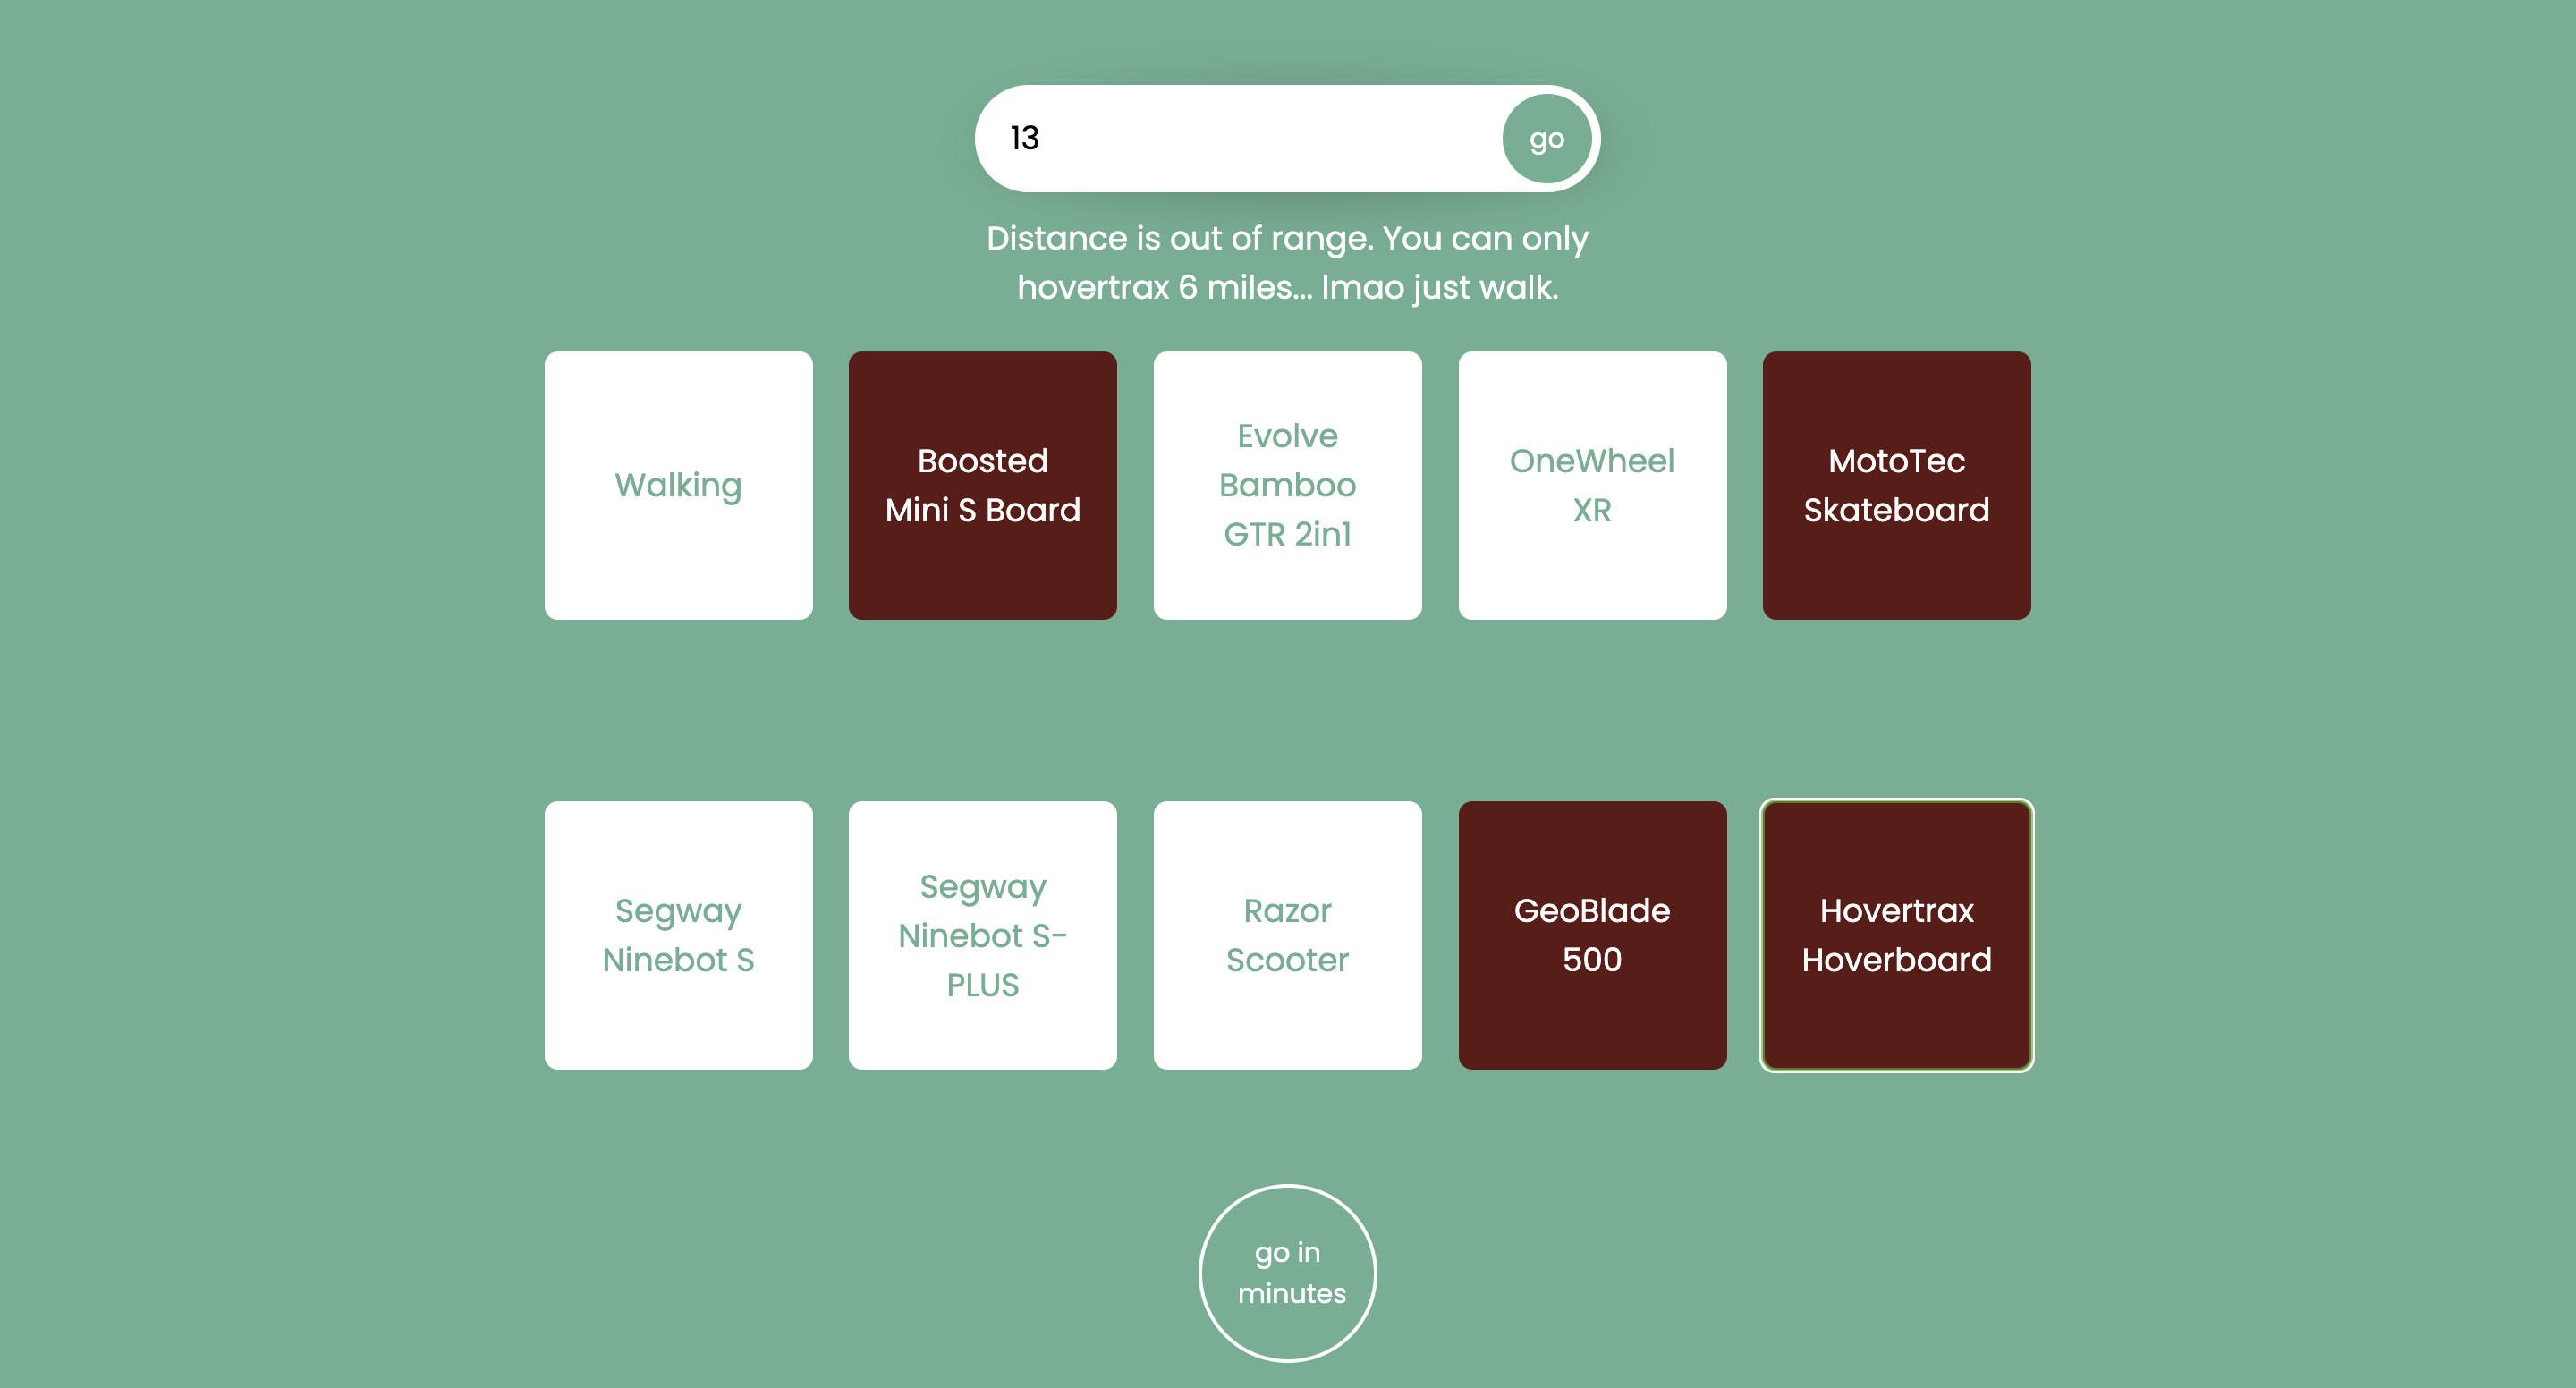 13
go
Distance is out of range. You can only
hovertrax 6 miles... lmao just walk.
Walking
Boosted
Mini S Board
Evolve
Bamboo
GTR 2in1
OneWheel
XR
MotoTec
Skateboard
Segway
Ninebot S
Segway
Ninebot S-
PLUS
Razor
Scooter
GeoBlade
500
Hovertrax
Hoverboard
go in
minutes